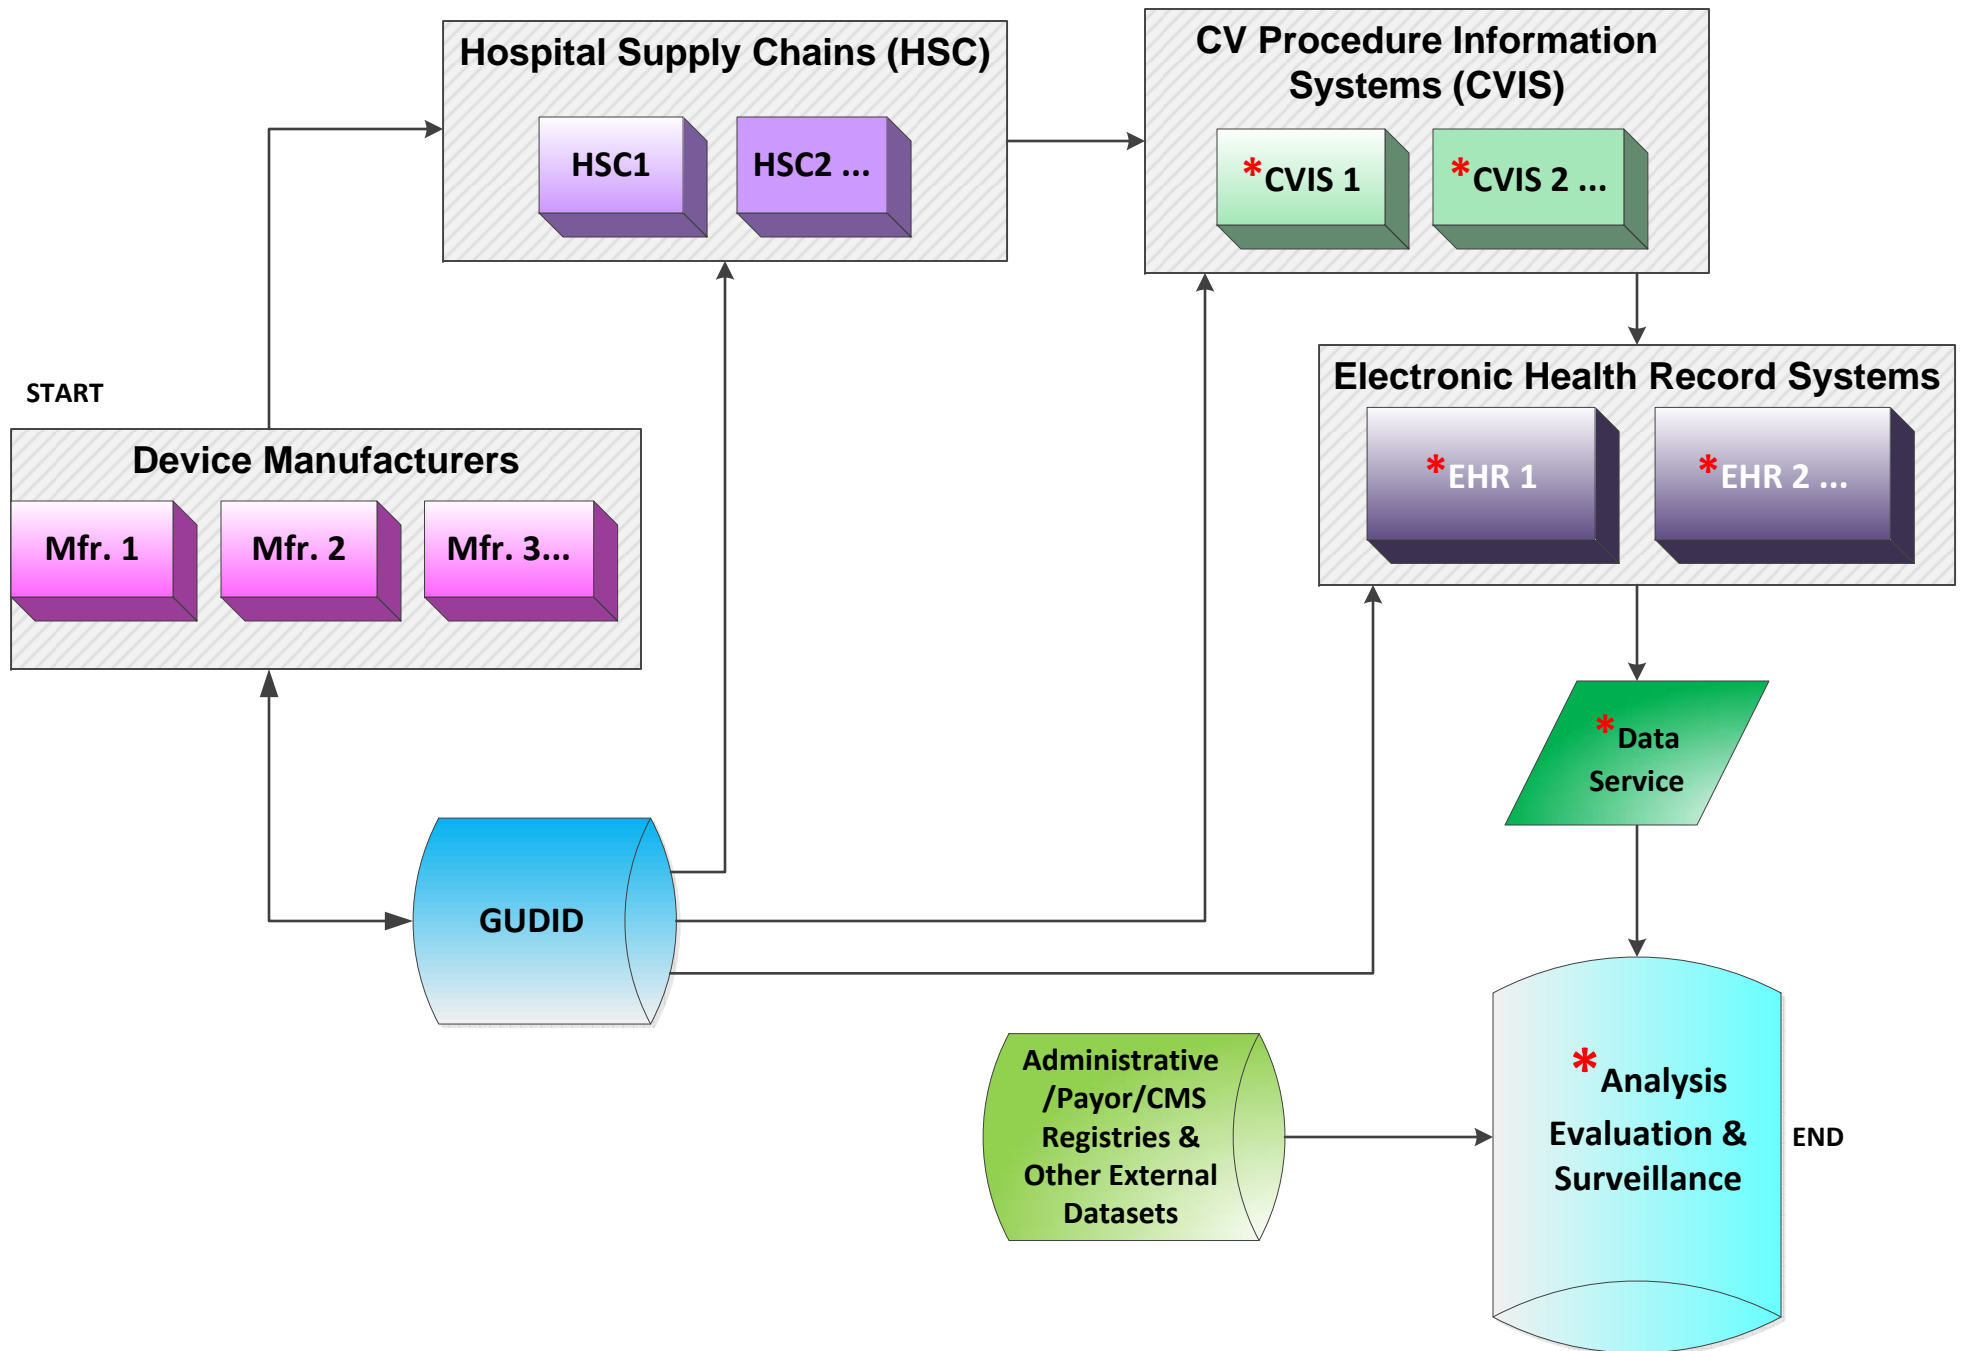 Hospital Supply Chains (HSC)
HSC1
HSC2 ...
CV Procedure Information
Systems (CVIS)
*CVIS 1
*CVIS 2 ...
START
Device Manufacturers
Mfr. 1
Mfr. 2
Mfr. 3...
Electronic Health Record Systems
*EHR 1
*EHR 2 ...
*Data
Service
GUDID
Administrative
/Payor/CMS
Registries &
Other External
Datasets
*Analysis
Evaluation &
Surveillance
END